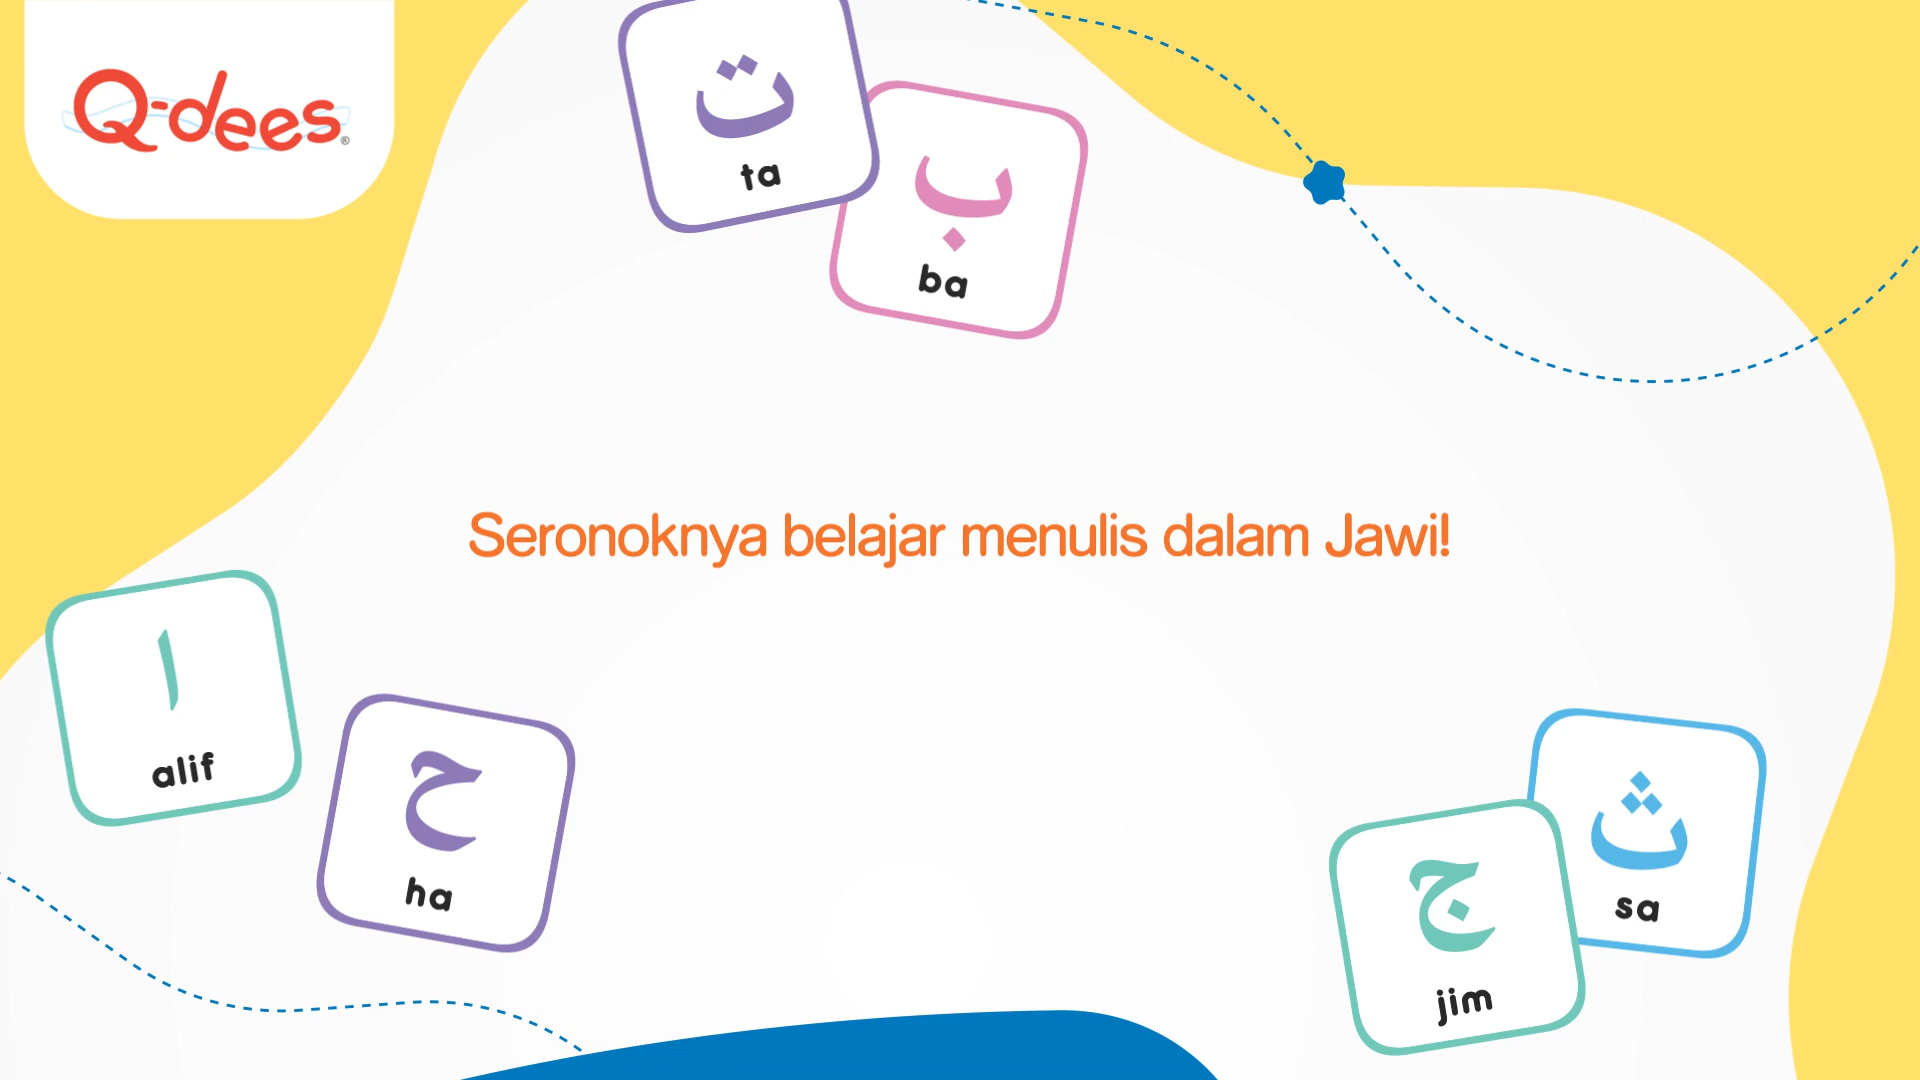 Q-dees®
ت
ta
ب
ba
Seronoknya belajar menulis dalam Jawi!
ا
alif
ح
ha
ث
sa
ج
jim